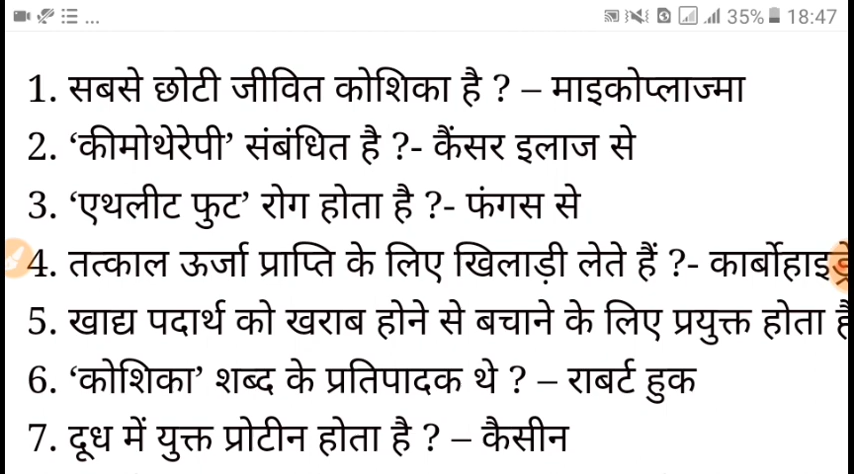 ... 35% 18:47
1. सबसे छोटी जीवित कोशिका है ? – माइकोप्लाज्मा
2. ‘कीमोथेरेपी’ संबंधित है ?- कैंसर इलाज से
3. ‘एथलीट फुट’ रोग होता है ?- फंगस से
4. तत्काल ऊर्जा प्राप्ति के लिए खिलाड़ी लेते हैं ?-
5. खाद्य पदार्थ को खराब होने से बचाने के लिए प्रयुक्त होता
6. ‘कोशिका’ शब्द के प्रतिपादक थे ? – राबर्ट हुक
7. दूध में युक्त प्रोटीन होता है ? – कैसीन